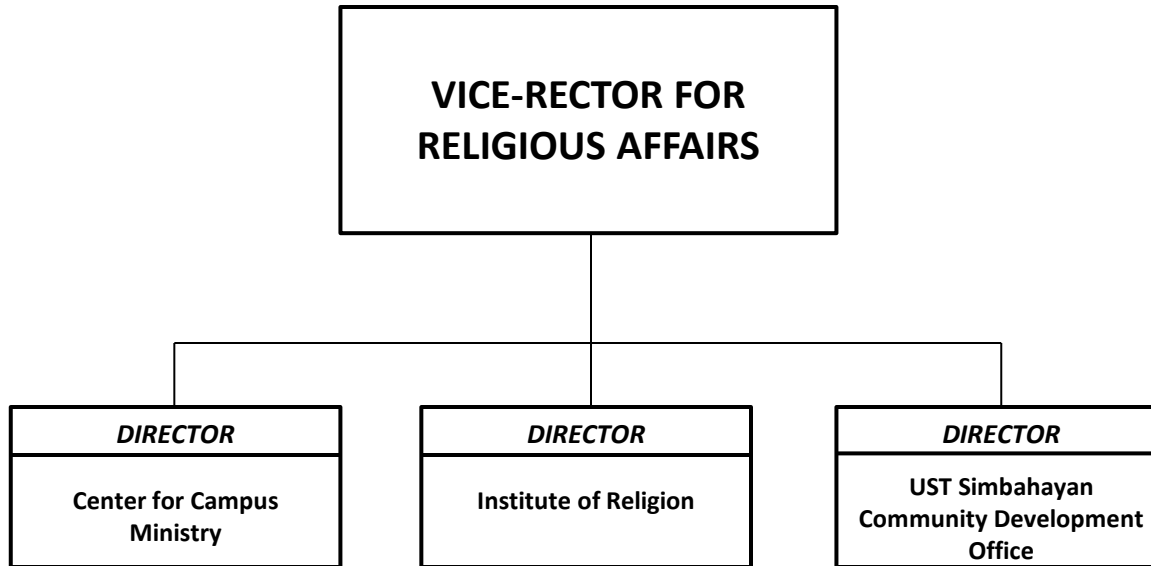 VICE-RECTOR FOR
RELIGIOUS AFFAIRS
DIRECTOR
Center for Campus
Ministry
DIRECTOR
Institute of Religion
DIRECTOR
UST Simbahayan
Community Development
Office